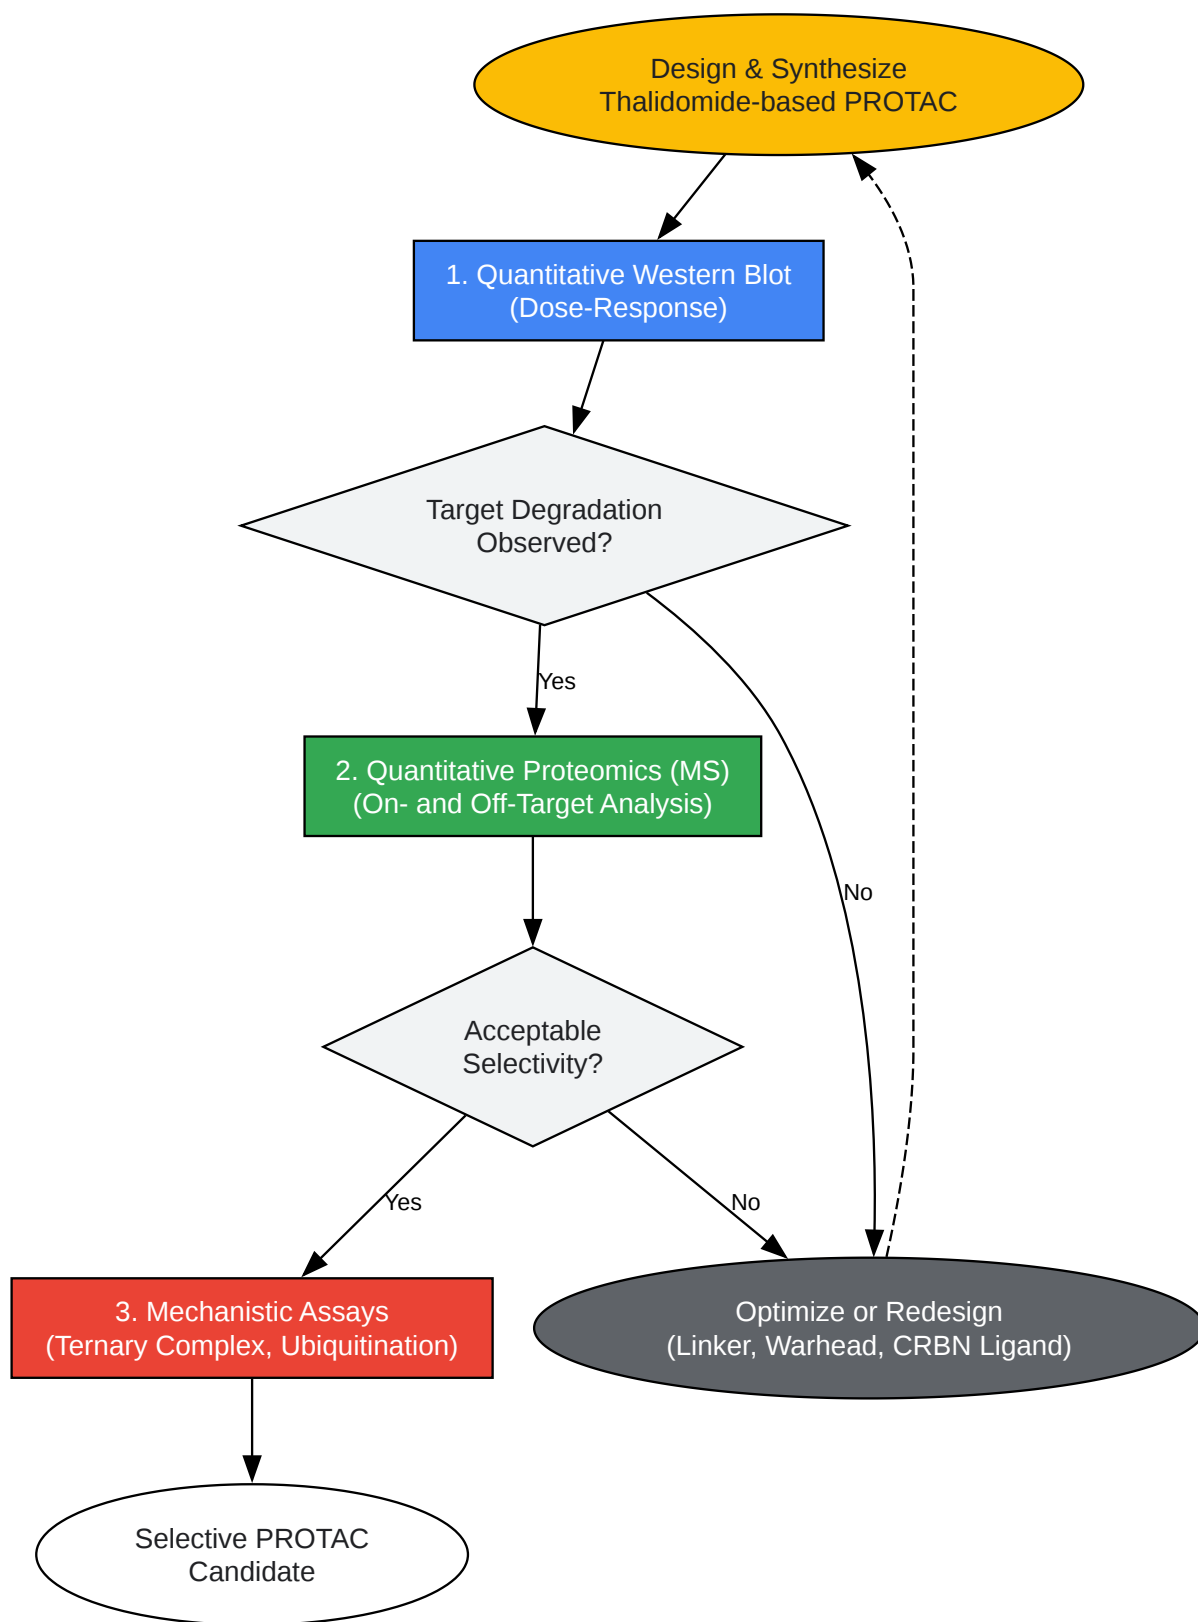 Design & Synthesize
Thalidomide-based PROTAC
1. Quantitative Western Blot
(Dose-Response)
Target Degradation
Observed?
Yes
2. Quantitative Proteomics (MS)
(On- and Off-Target Analysis)
No
Acceptable
Selectivity?
Yes
No
3. Mechanistic Assays
(Ternary Complex, Ubiquitination)
Optimize or Redesign
(Linker, Warhead, CRBN Ligand)
Selective PROTAC
Candidate